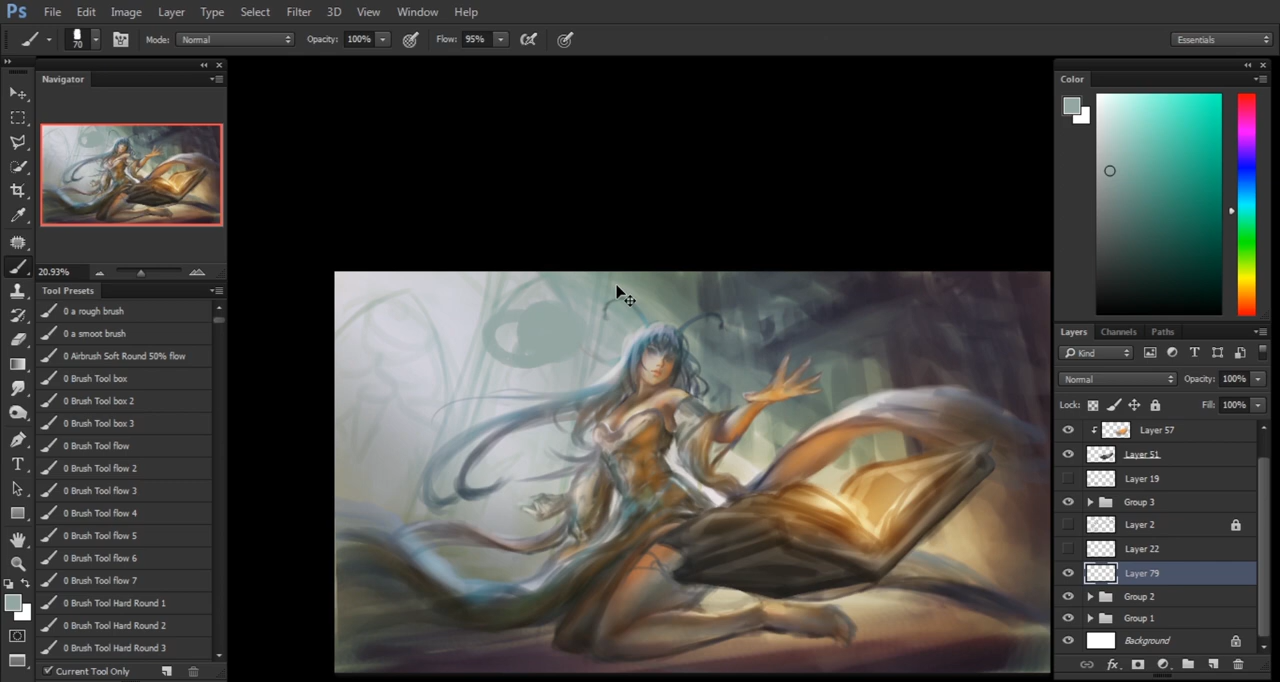 Ps File Edit Image Layer Type Select Filter 3D View Window Help
70 Mode: Normal Opacity: 100% Flow: 95% Essentials
Navigator
20.93%
Tool Presets
0 a rough brush
0 a smoot brush
0 Airbrush Soft Round 50% flow
0 Brush Tool box
0 Brush Tool box 2
0 Brush Tool box 3
0 Brush Tool flow
0 Brush Tool flow 2
0 Brush Tool flow 3
0 Brush Tool flow 4
0 Brush Tool flow 5
0 Brush Tool flow 6
0 Brush Tool flow 7
0 Brush Tool Hard Round 1
0 Brush Tool Hard Round 2
0 Brush Tool Hard Round 3
Current Tool Only
Color
Layers Channels Paths
Kind
Normal Opacity: 100%
Lock: Fill: 100%
Layer 57
Layer 51
Layer 19
Group 3
Layer 2
Layer 22
Layer 79
Group 2
Group 1
Background